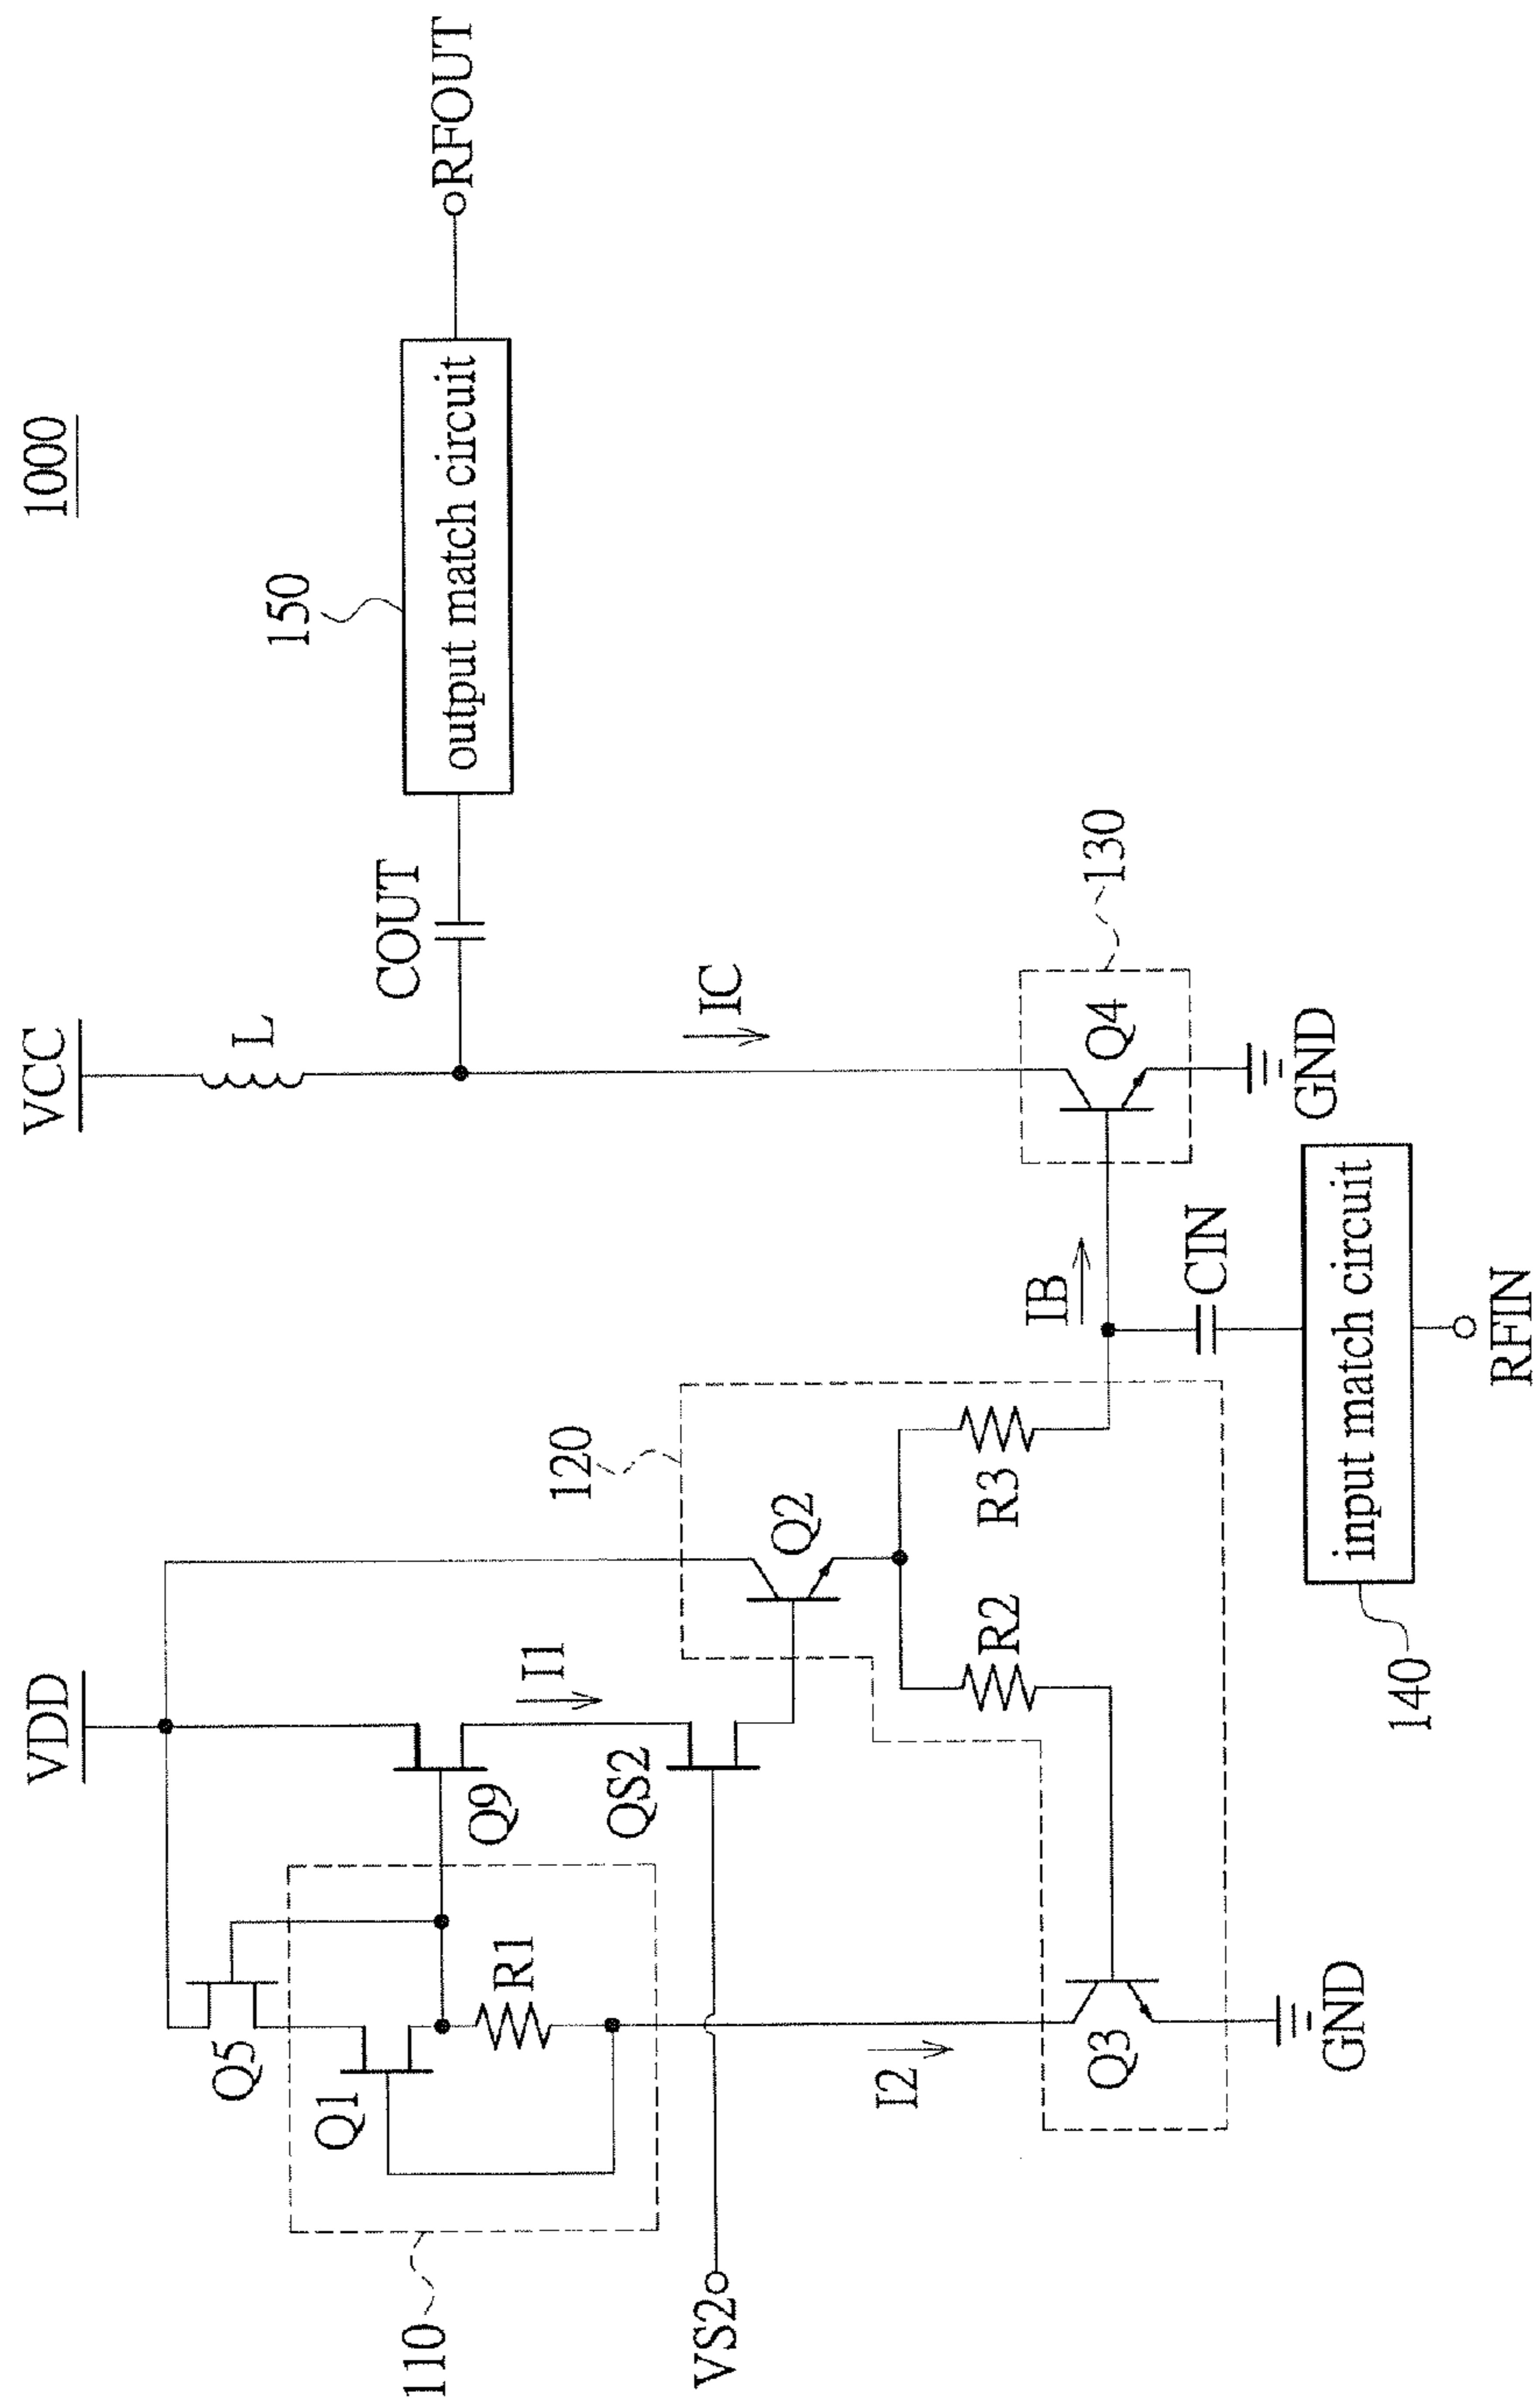 1000
VDD
VCC
Q5
Q1
R1
110
Q9
I1
QS2
VS2
L
COUT
150
output match circuit
RFOUT
IC
120
Q2
R2
R3
I2
Q3
GND
IB
130
Q4
GND
CIN
140
input match circuit
RFIN